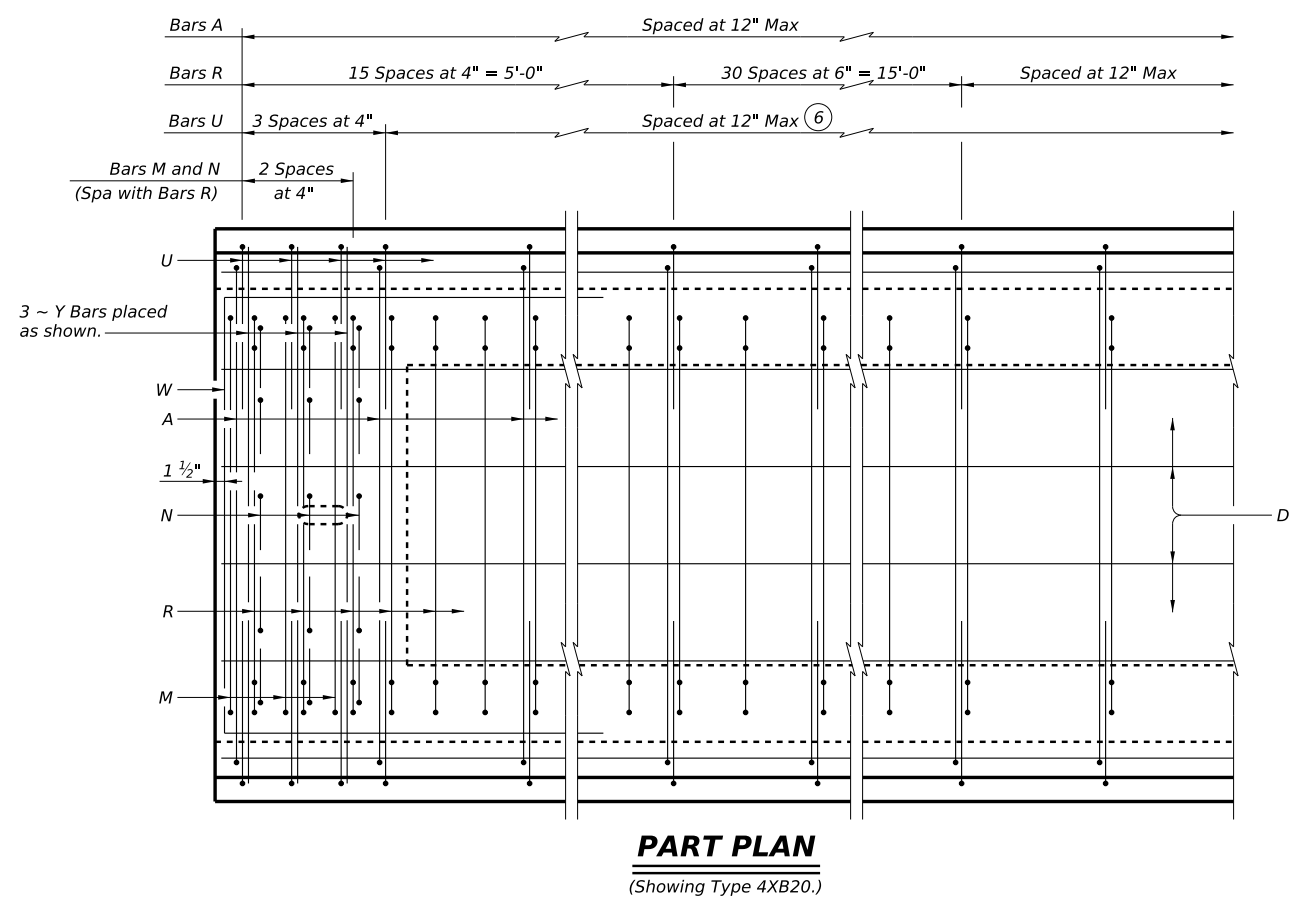 Bars A
Spaced at 12" Max
Bars R
15 Spaces at 4" = 5'-0"
30 Spaces at 6" = 15'-0"
Spaced at 12" Max
Bars U
3 Spaces at 4"
Spaced at 12" Max
6
Bars M and N
(Spa with Bars R)
2 Spaces
at 4"
U
3 ~ Y Bars placed
as shown.
W
A
1 ½"
N
D
R
M
PART PLAN
(Showing Type 4XB20.)